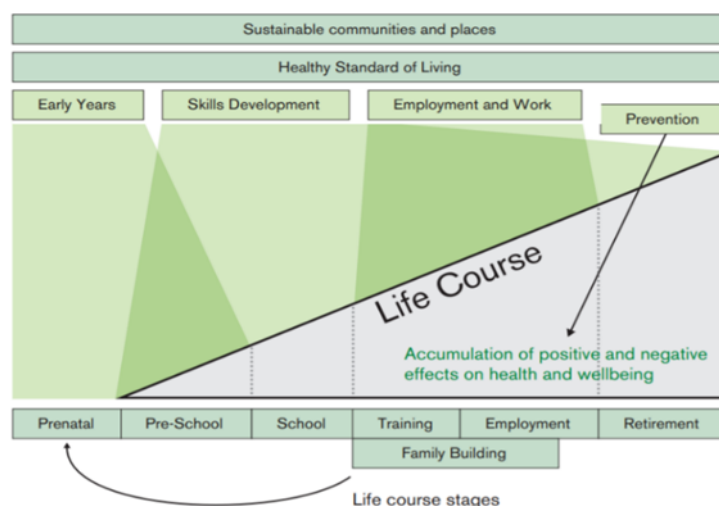 Sustainable communities and places
Healthy Standard of Living
Early Years
Skills Development
Employment and Work
Prevention
Life Course
Accumulation of positive and negative
effects on health and wellbeing
Prenatal
Pre-School
School
Training
Employment
Retirement
Family Building
Life course stages